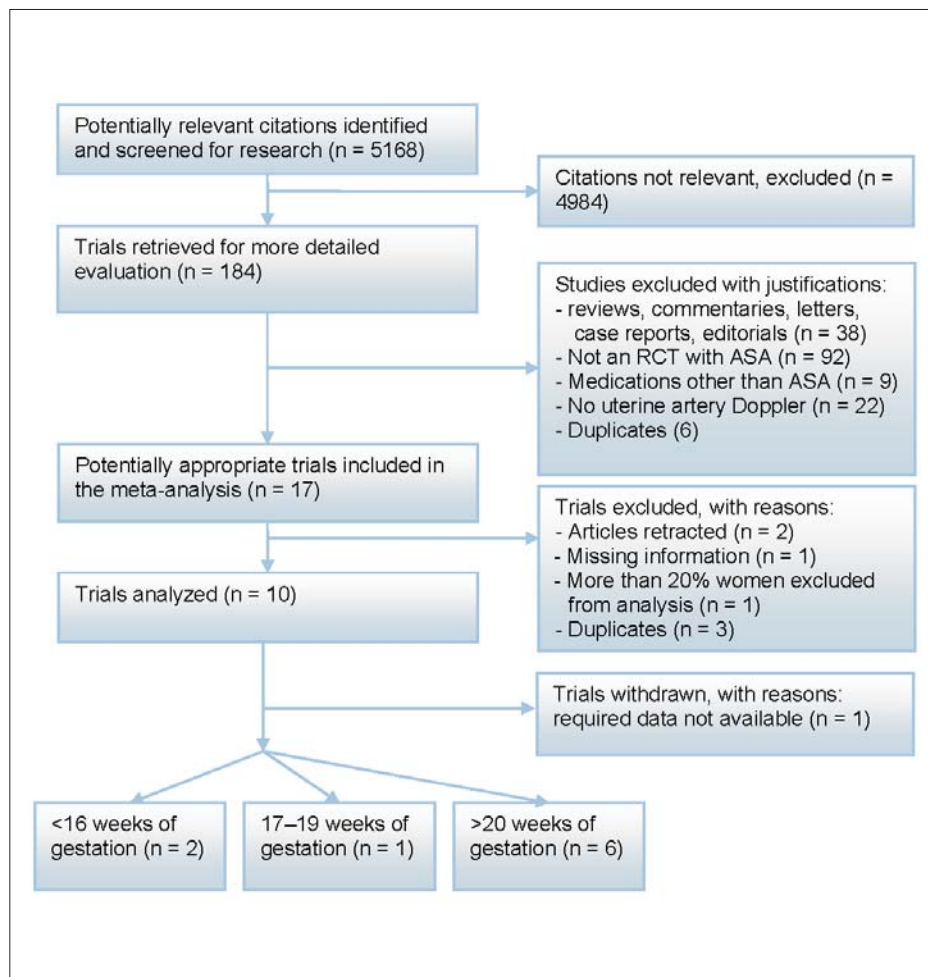 Potentially relevant citations identified
and screened for research (n = 5168)
Citations not relevant, excluded (n =
4984)
Trials retrieved for more detailed
evaluation (n = 184)
Studies excluded with justifications:
- reviews, commentaries, letters,
case reports, editorials (n = 38)
- Not an RCT with ASA (n = 92)
- Medications other than ASA (n = 9)
- No uterine artery Doppler (n = 22)
- Duplicates (6)
Potentially appropriate trials included in
the meta-analysis (n = 17)
Trials excluded, with reasons:
- Articles retracted (n = 2)
- Missing information (n = 1)
- More than 20% women excluded
from analysis (n = 1)
- Duplicates (n = 3)
Trials analyzed (n = 10)
Trials withdrawn, with reasons:
required data not available (n = 1)
<16 weeks of
gestation (n = 2)
17–19 weeks of
gestation (n = 1)
>20 weeks of
gestation (n = 6)